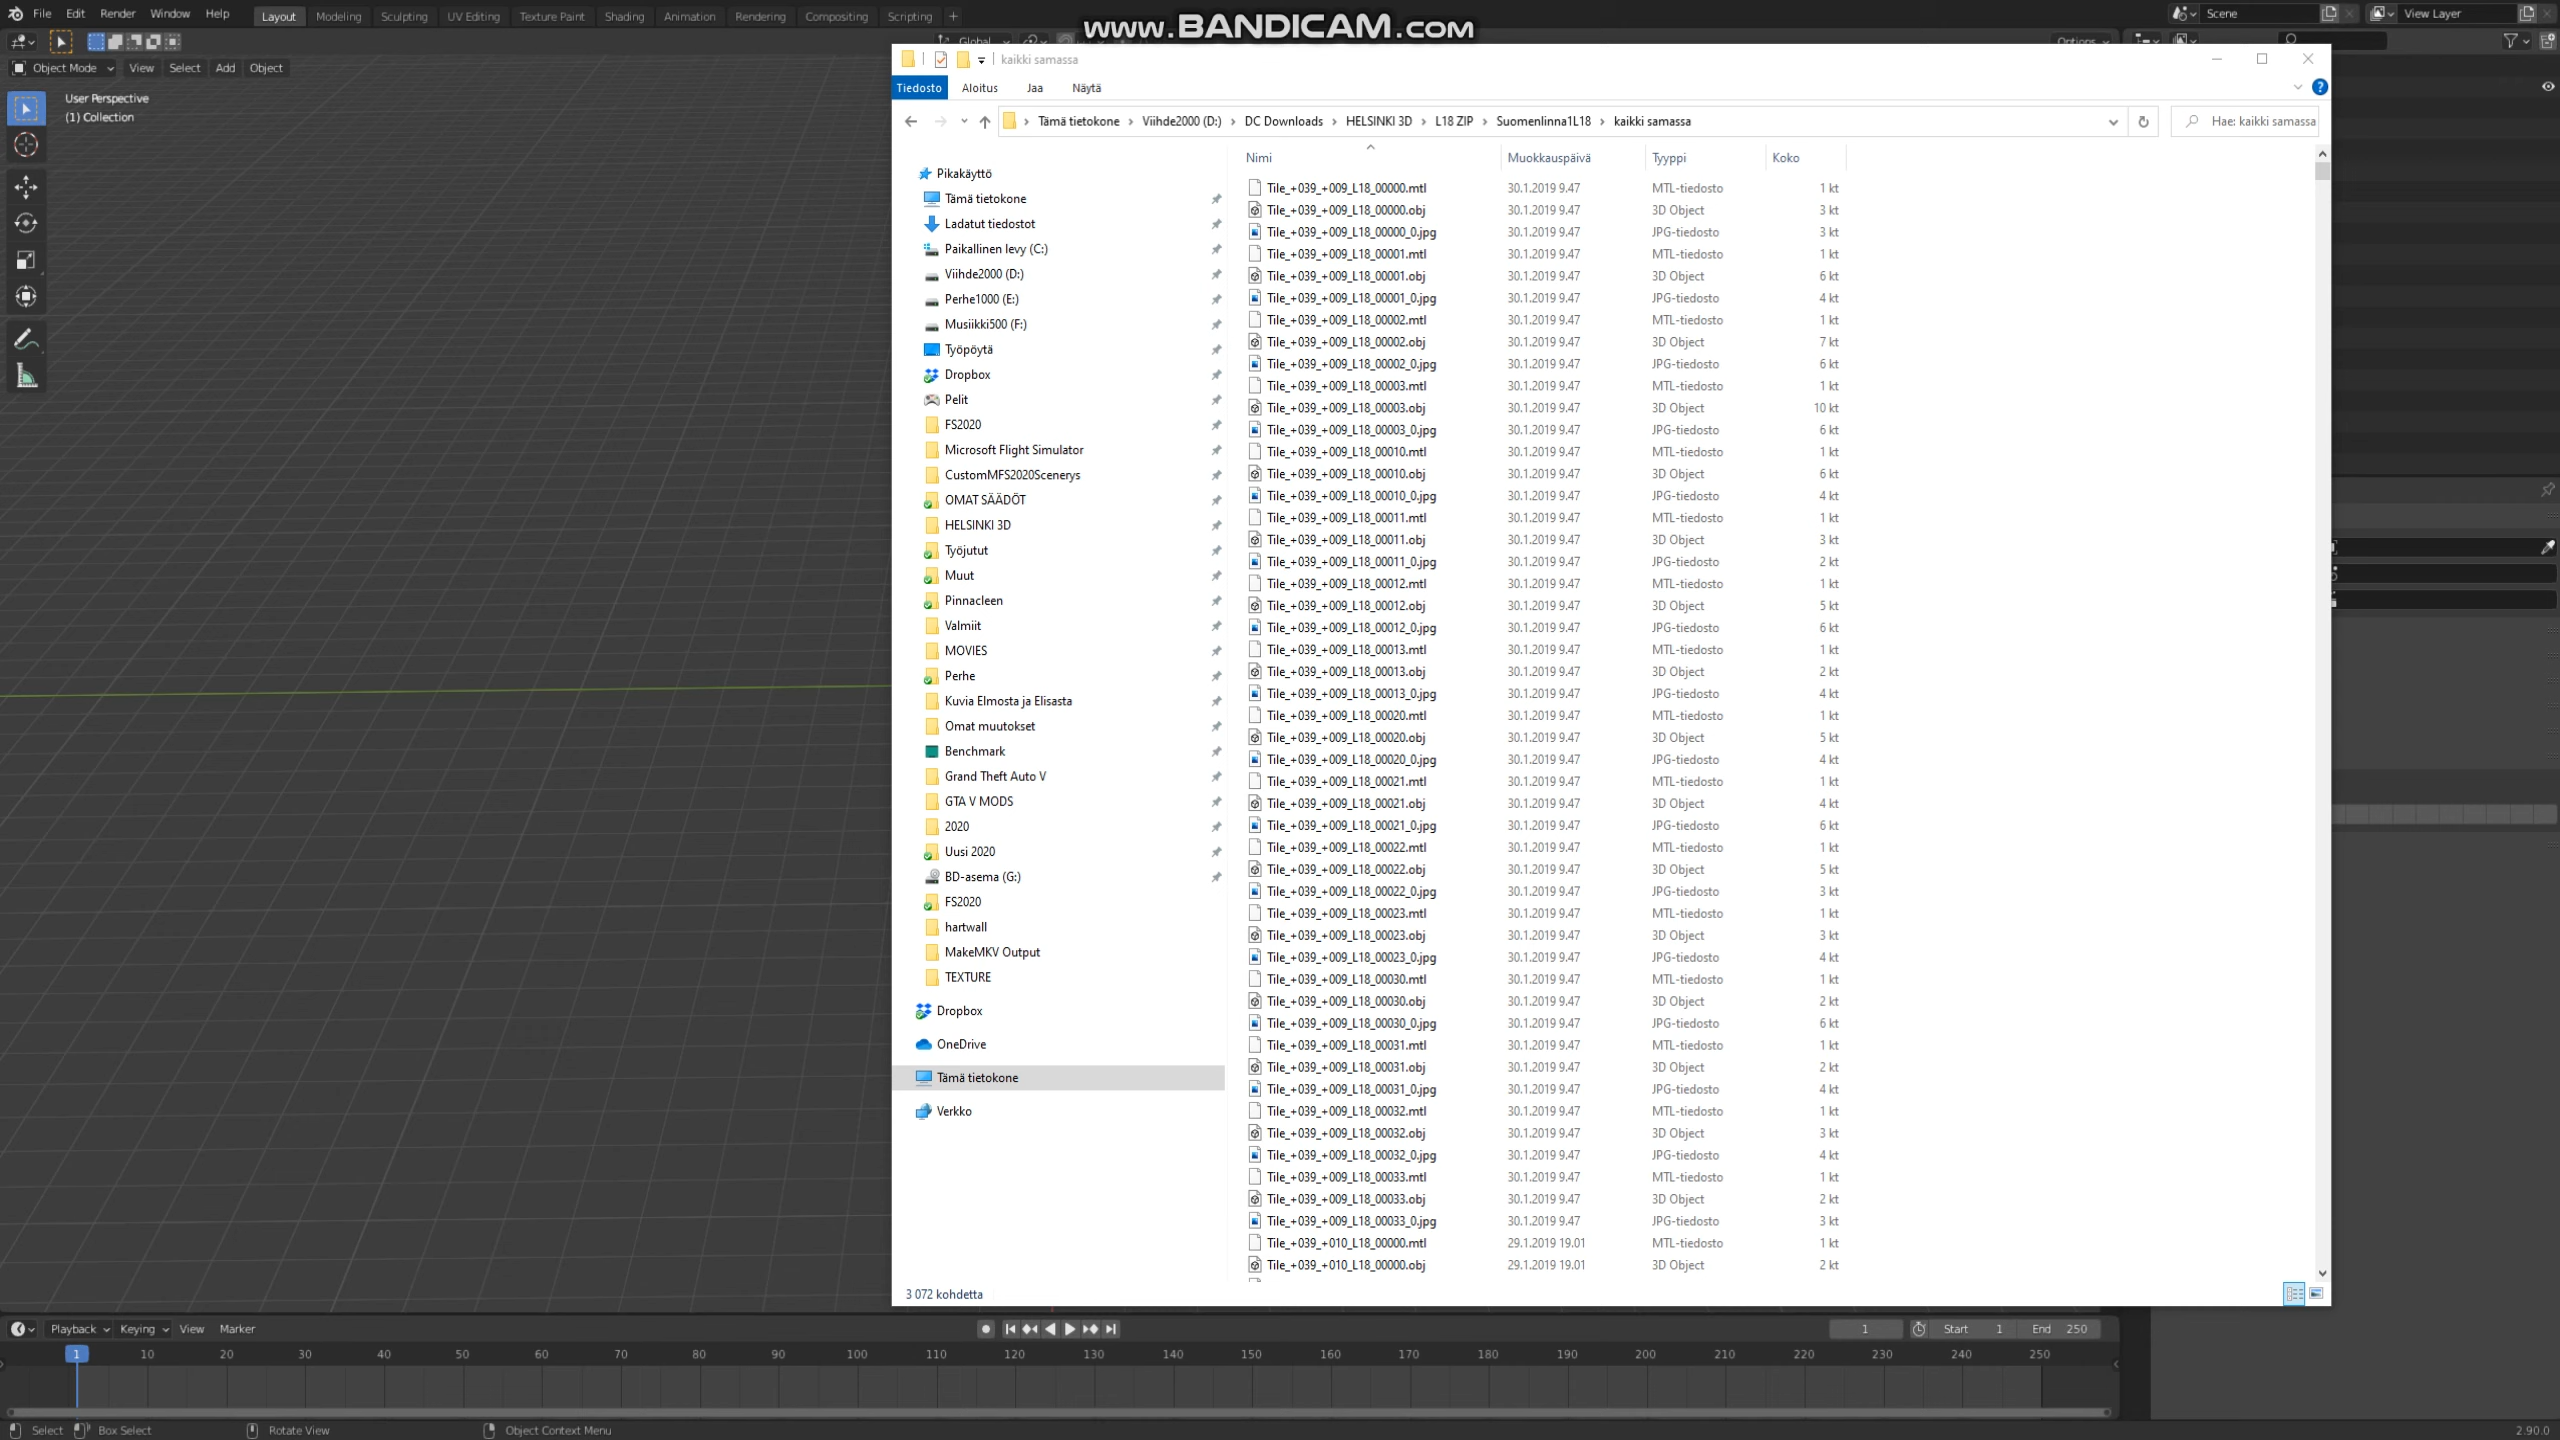 File Edit Render Window Help Layout Modeling Sculpting UV Editing Texture Paint Shading Animation Rendering Compositing Scripting + Scene View Layer
www.BANDICAM.com
Global Options
Object Mode View Select Add Object
User Perspective
(1) Collection
kaikki samassa
Tiedosto Aloitus Jaa Näytä
Tämä tietokone Viihde2000 (D:) DC Downloads HELSINKI 3D L18 ZIP Suomenlinna1L18 kaikki samassa Hae: kaikki samassa
Pikakäyttö
Tämä tietokone
Ladatut tiedostot
Paikallinen levy (C:)
Viihde2000 (D:)
Perhe1000 (E:)
Musiikki500 (F:)
Työpöytä
Dropbox
Pelit
FS2020
Microsoft Flight Simulator
CustomMFS2020Scenerys
OMAT SÄÄDÖT
HELSINKI 3D
Työjutut
Muut
Pinnacleen
Valmiit
MOVIES
Perhe
Kuvia Elmosta ja Elisasta
Omat muutokset
Benchmark
Grand Theft Auto V
GTA V MODS
2020
Uusi 2020
BD-asema (G:)
FS2020
hartwall
MakeMKV Output
TEXTURE
Dropbox
OneDrive
Tämä tietokone
Verkko
Nimi Muokkauspäivä Tyyppi Koko
Tile_+039_+009_L18_00000.mtl 30.1.2019 9.47 MTL-tiedosto 1 kt
Tile_+039_+009_L18_00000.obj 30.1.2019 9.47 3D Object 3 kt
Tile_+039_+009_L18_00000_0.jpg 30.1.2019 9.47 JPG-tiedosto 3 kt
Tile_+039_+009_L18_00001.mtl 30.1.2019 9.47 MTL-tiedosto 1 kt
Tile_+039_+009_L18_00001.obj 30.1.2019 9.47 3D Object 6 kt
Tile_+039_+009_L18_00001_0.jpg 30.1.2019 9.47 JPG-tiedosto 4 kt
Tile_+039_+009_L18_00002.mtl 30.1.2019 9.47 MTL-tiedosto 1 kt
Tile_+039_+009_L18_00002.obj 30.1.2019 9.47 3D Object 7 kt
Tile_+039_+009_L18_00002_0.jpg 30.1.2019 9.47 JPG-tiedosto 6 kt
Tile_+039_+009_L18_00003.mtl 30.1.2019 9.47 MTL-tiedosto 1 kt
Tile_+039_+009_L18_00003.obj 30.1.2019 9.47 3D Object 10 kt
Tile_+039_+009_L18_00003_0.jpg 30.1.2019 9.47 JPG-tiedosto 6 kt
Tile_+039_+009_L18_00010.mtl 30.1.2019 9.47 MTL-tiedosto 1 kt
Tile_+039_+009_L18_00010.obj 30.1.2019 9.47 3D Object 6 kt
Tile_+039_+009_L18_00010_0.jpg 30.1.2019 9.47 JPG-tiedosto 4 kt
Tile_+039_+009_L18_00011.mtl 30.1.2019 9.47 MTL-tiedosto 1 kt
Tile_+039_+009_L18_00011.obj 30.1.2019 9.47 3D Object 3 kt
Tile_+039_+009_L18_00011_0.jpg 30.1.2019 9.47 JPG-tiedosto 2 kt
Tile_+039_+009_L18_00012.mtl 30.1.2019 9.47 MTL-tiedosto 1 kt
Tile_+039_+009_L18_00012.obj 30.1.2019 9.47 3D Object 5 kt
Tile_+039_+009_L18_00012_0.jpg 30.1.2019 9.47 JPG-tiedosto 6 kt
Tile_+039_+009_L18_00013.mtl 30.1.2019 9.47 MTL-tiedosto 1 kt
Tile_+039_+009_L18_00013.obj 30.1.2019 9.47 3D Object 2 kt
Tile_+039_+009_L18_00013_0.jpg 30.1.2019 9.47 JPG-tiedosto 4 kt
Tile_+039_+009_L18_00020.mtl 30.1.2019 9.47 MTL-tiedosto 1 kt
Tile_+039_+009_L18_00020.obj 30.1.2019 9.47 3D Object 5 kt
Tile_+039_+009_L18_00020_0.jpg 30.1.2019 9.47 JPG-tiedosto 4 kt
Tile_+039_+009_L18_00021.mtl 30.1.2019 9.47 MTL-tiedosto 1 kt
Tile_+039_+009_L18_00021.obj 30.1.2019 9.47 3D Object 4 kt
Tile_+039_+009_L18_00021_0.jpg 30.1.2019 9.47 JPG-tiedosto 6 kt
Tile_+039_+009_L18_00022.mtl 30.1.2019 9.47 MTL-tiedosto 1 kt
Tile_+039_+009_L18_00022.obj 30.1.2019 9.47 3D Object 5 kt
Tile_+039_+009_L18_00022_0.jpg 30.1.2019 9.47 JPG-tiedosto 3 kt
Tile_+039_+009_L18_00023.mtl 30.1.2019 9.47 MTL-tiedosto 1 kt
Tile_+039_+009_L18_00023.obj 30.1.2019 9.47 3D Object 3 kt
Tile_+039_+009_L18_00023_0.jpg 30.1.2019 9.47 JPG-tiedosto 4 kt
Tile_+039_+009_L18_00030.mtl 30.1.2019 9.47 MTL-tiedosto 1 kt
Tile_+039_+009_L18_00030.obj 30.1.2019 9.47 3D Object 2 kt
Tile_+039_+009_L18_00030_0.jpg 30.1.2019 9.47 JPG-tiedosto 6 kt
Tile_+039_+009_L18_00031.mtl 30.1.2019 9.47 MTL-tiedosto 1 kt
Tile_+039_+009_L18_00031.obj 30.1.2019 9.47 3D Object 2 kt
Tile_+039_+009_L18_00031_0.jpg 30.1.2019 9.47 JPG-tiedosto 4 kt
Tile_+039_+009_L18_00032.mtl 30.1.2019 9.47 MTL-tiedosto 1 kt
Tile_+039_+009_L18_00032.obj 30.1.2019 9.47 3D Object 3 kt
Tile_+039_+009_L18_00032_0.jpg 30.1.2019 9.47 JPG-tiedosto 4 kt
Tile_+039_+009_L18_00033.mtl 30.1.2019 9.47 MTL-tiedosto 1 kt
Tile_+039_+009_L18_00033.obj 30.1.2019 9.47 3D Object 2 kt
Tile_+039_+009_L18_00033_0.jpg 30.1.2019 9.47 JPG-tiedosto 3 kt
Tile_+039_+010_L18_00000.mtl 29.1.2019 19.01 MTL-tiedosto 1 kt
Tile_+039_+010_L18_00000.obj 29.1.2019 19.01 3D Object 2 kt
3 072 kohdetta
Playback Keying View Marker 1 Start 1 End 250
1 10 20 30 40 50 60 70 80 90 100 110 120 130 140 150 160 170 180 190 200 210 220 230 240 250
Select Box Select Rotate View Object Context Menu 2.90.0